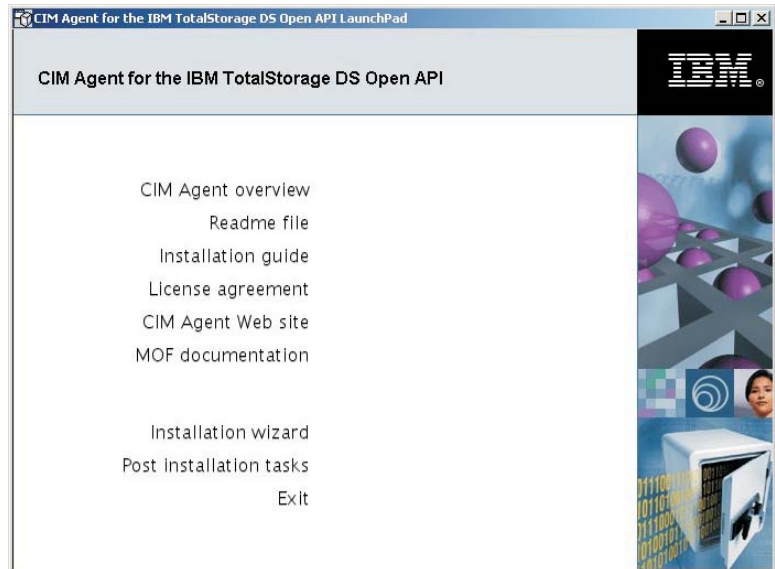 CIM Agent for the IBM TotalStorage DS Open API LaunchPad
CIM Agent for the IBM TotalStorage DS Open API
IBM®
CIM Agent overview
Readme file
Installation guide
License agreement
CIM Agent Web site
MOF documentation
Installation wizard
Post installation tasks
Exit